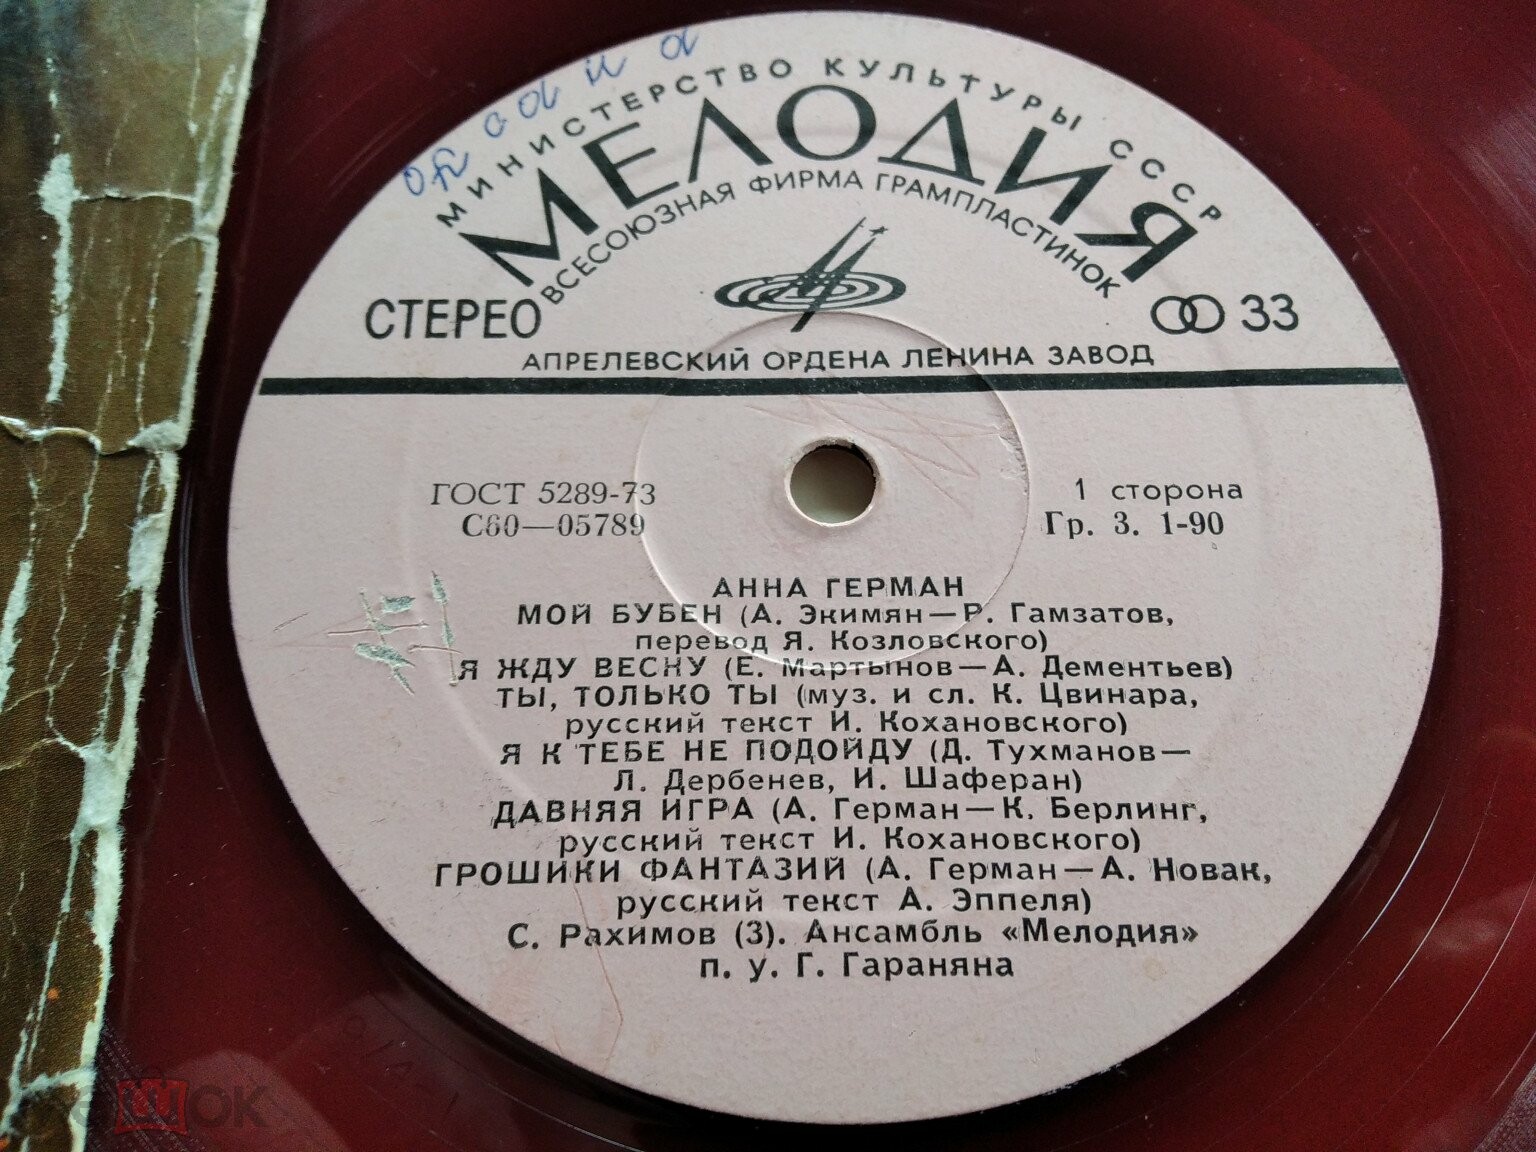 МИНИСТЕРСТВО КУЛЬТУРЫ СССР
МЕЛОДИЯ
ВСЕСОЮЗНАЯ ФИРМА ГРАМПЛАСТИНОК
СТЕРЕО
33
АПРЕЛЕВСКИЙ ОРДЕНА ЛЕНИНА ЗАВОД
ГОСТ 5289-73
С60—05789
1 сторона
Гр. 3. 1-90
АННА ГЕРМАН
МОЙ БУБЕН (А. Экимян—Р. Гамзатов,
перевод Я. Козловского)
Я ЖДУ ВЕСНУ (Е. Мартынов—А. Дементьев)
ТЫ, ТОЛЬКО ТЫ (муз. и сл. К. Цвинара,
русский текст И. Кохановского)
Я К ТЕБЕ НЕ ПОДОЙДУ (Д. Тухманов—
Л. Дербенев, И. Шаферан)
ДАВНЯЯ ИГРА (А. Герман—К. Берлинг,
русский текст И. Кохановского)
ГРОШИКИ ФАНТАЗИЙ (А. Герман—А. Новак,
русский текст А. Эппеля)
С. Рахимов (3). Ансамбль «Мелодия»
п. у. Г. Гараняна